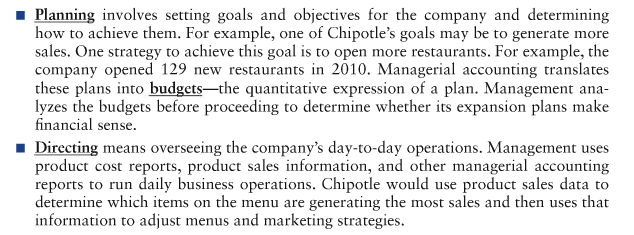 ■ Planning involves setting goals and objectives for the company and determining
how to achieve them. For example, one of Chipotle's goals may be to generate more
sales. One strategy to achieve this goal is to open more restaurants. For example, the
company opened 129 new restaurants in 2010. Managerial accounting translates
these plans into budgets—the quantitative expression of a plan. Management ana-
lyzes the budgets before proceeding to determine whether its expansion plans make
financial sense.
■ Directing means overseeing the company's day-to-day operations. Management uses
product cost reports, product sales information, and other managerial accounting
reports to run daily business operations. Chipotle would use product sales data to
determine which items on the menu are generating the most sales and then uses that
information to adjust menus and marketing strategies.